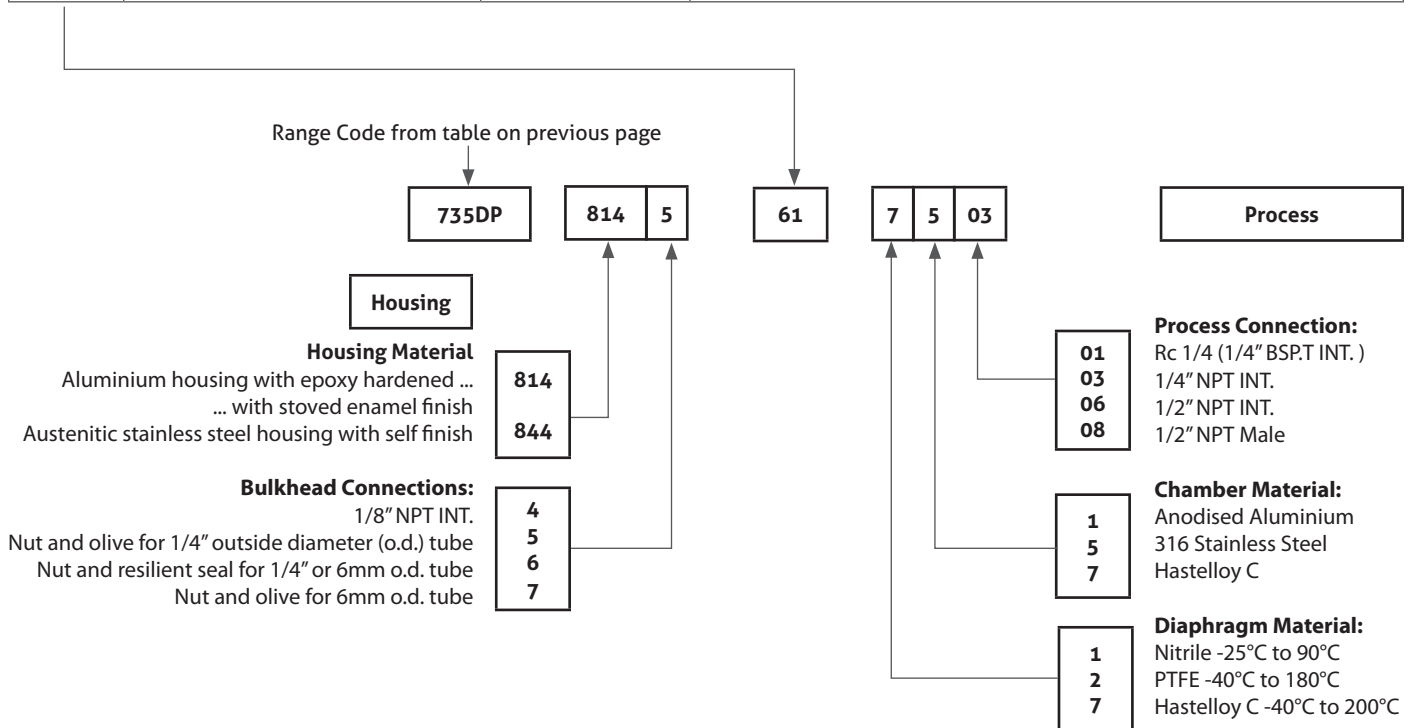 Range Code from table on previous page
735DP 814 5 61 7 5 03 Process
Housing
Housing Material
Aluminium housing with epoxy hardened ... 814
... with stoved enamel finish
Austenitic stainless steel housing with self finish 844
Bulkhead Connections:
1/8" NPT INT. 4
Nut and olive for 1/4" outside diameter (o.d.) tube 5
Nut and resilient seal for 1/4" or 6mm o.d. tube 6
Nut and olive for 6mm o.d. tube 7
Process Connection:
01 Rc 1/4 (1/4" BSP.T INT. )
03 1/4" NPT INT.
06 1/2" NPT INT.
08 1/2" NPT Male
Chamber Material:
1 Anodised Aluminium
5 316 Stainless Steel
7 Hastelloy C
Diaphragm Material:
1 Nitrile -25°C to 90°C
2 PTFE -40°C to 180°C
7 Hastelloy C -40°C to 200°C